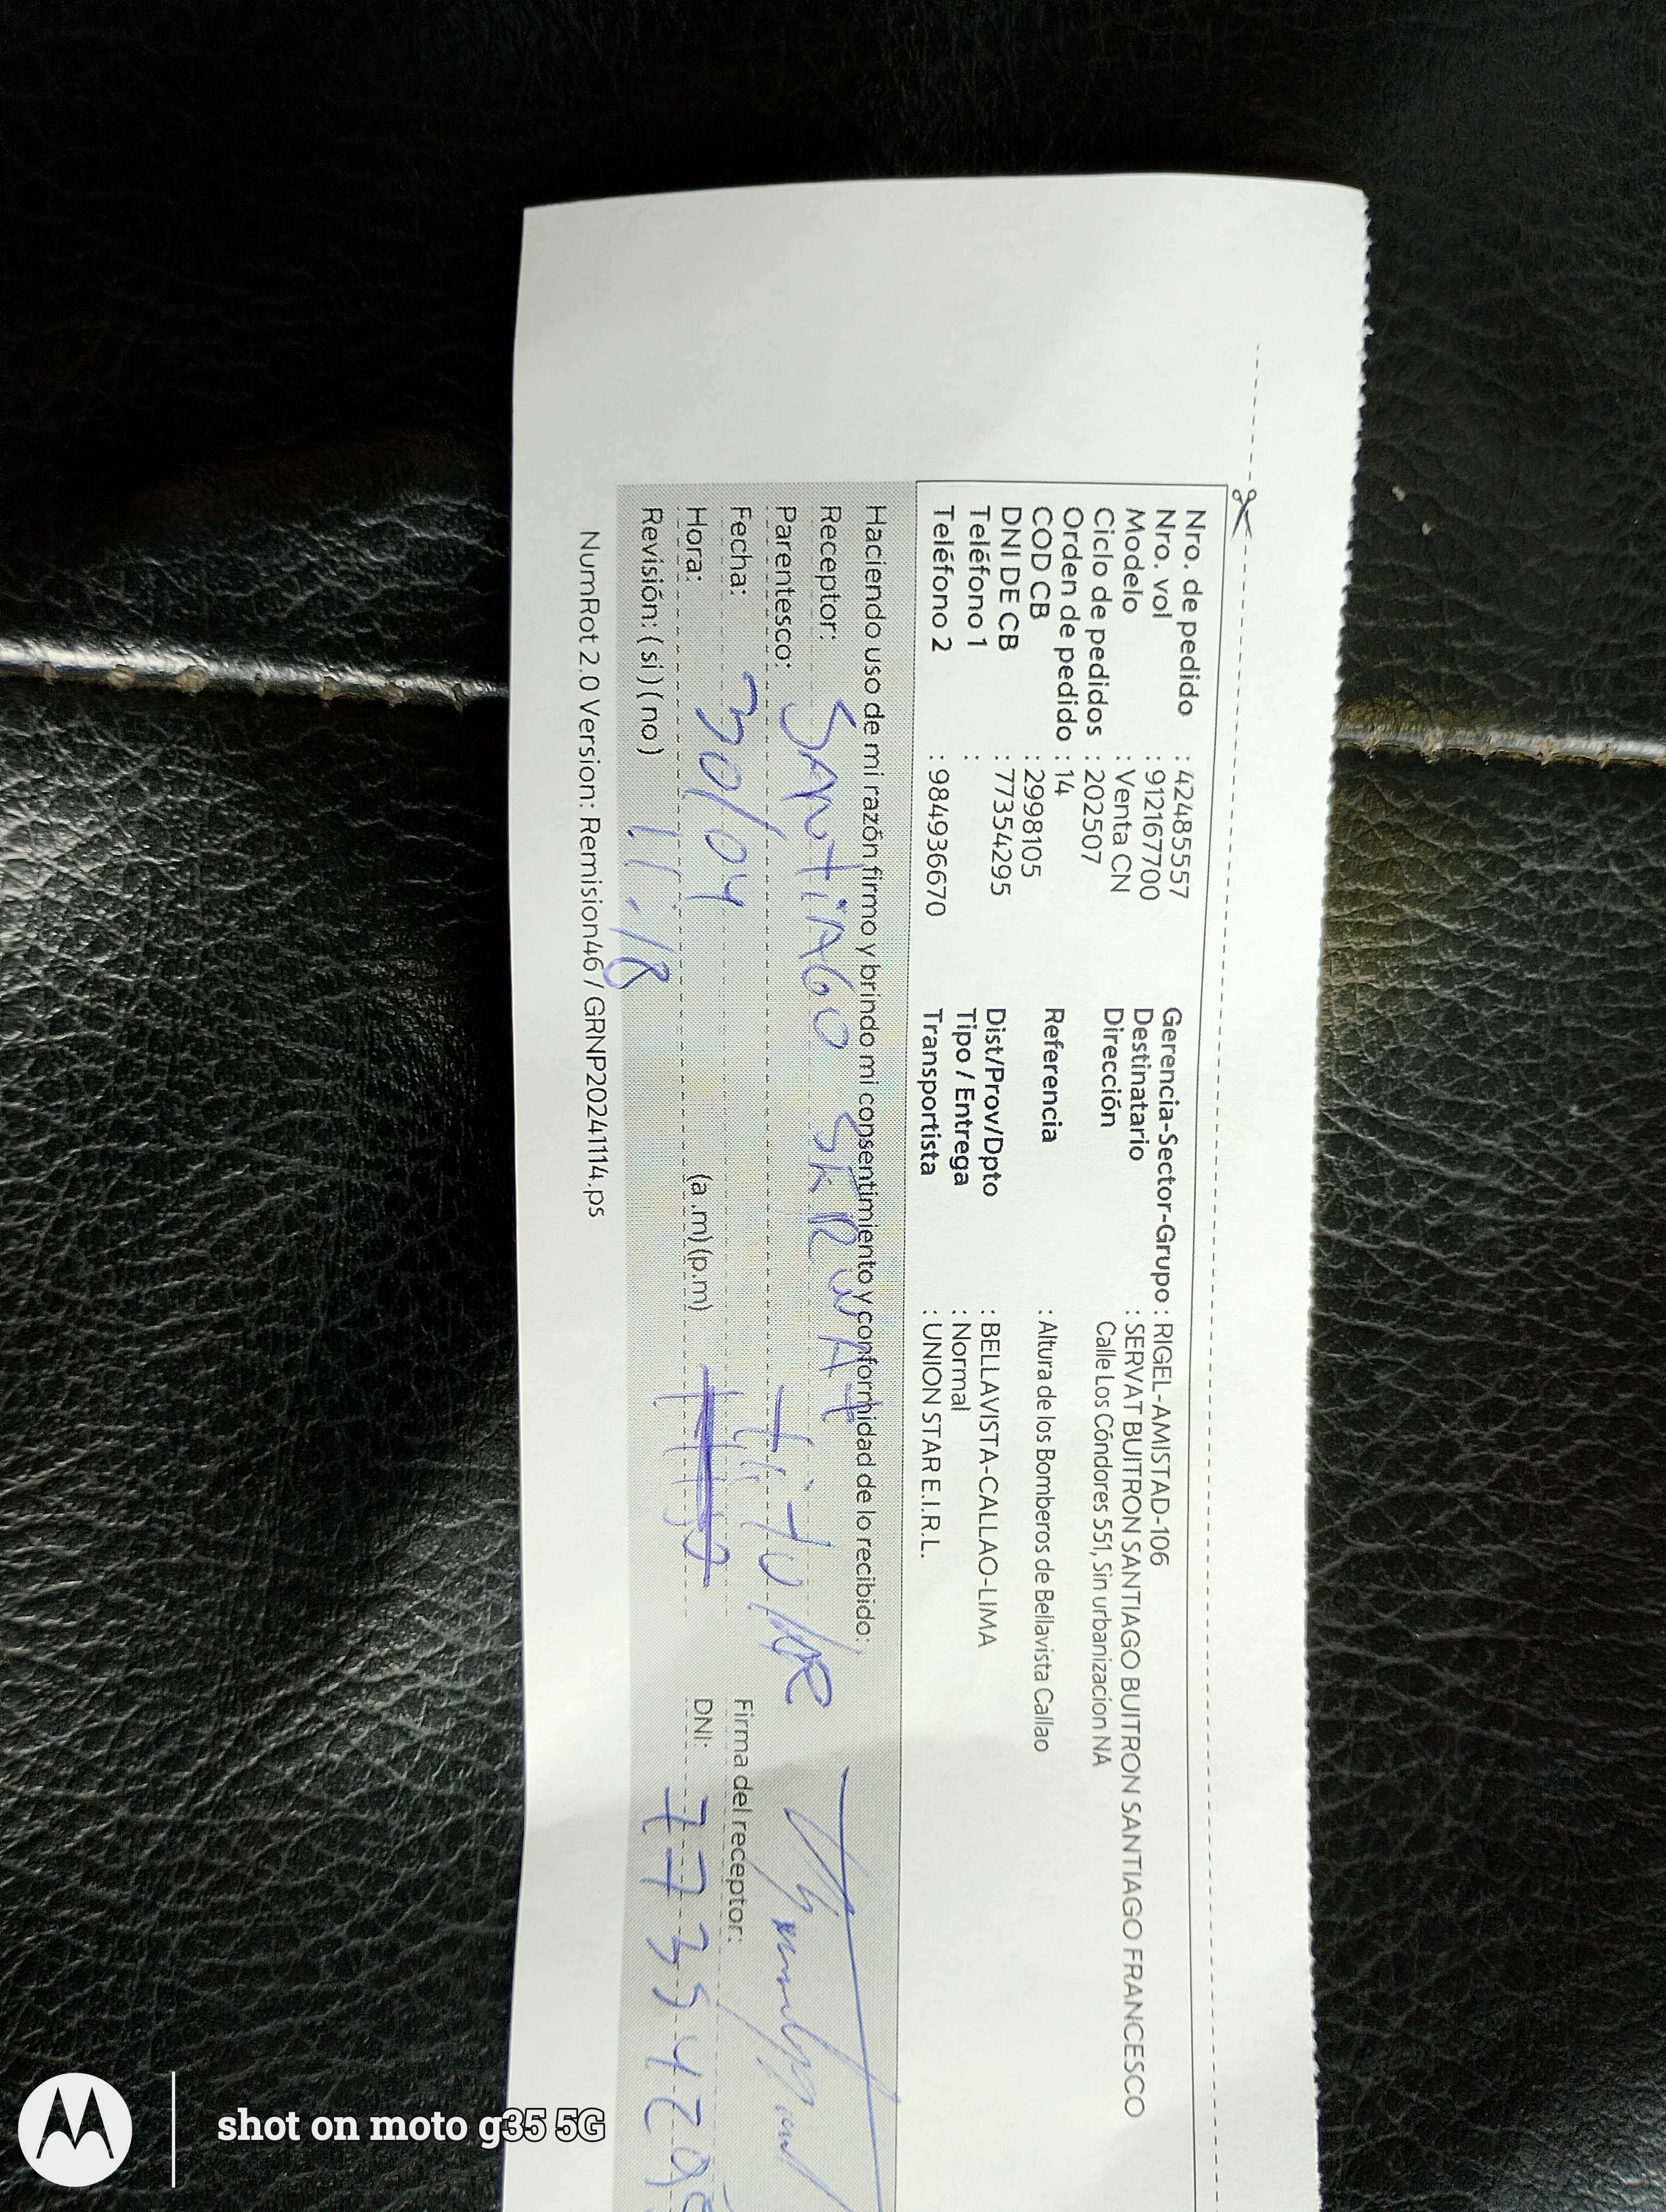 Nro. de pedido : 42485557
Nro. vol : 912167700
Modelo : Venta CN
Ciclo de pedidos : 202507
Orden de pedido : 14
COD CB : 2998105
DNI DE CB : 77354295
Teléfono 1 :
Teléfono 2 : 984936670
Gerencia-Sector-Grupo : RIGEL-AMISTAD-106
Destinatario : SERVAT BUITRON SANTIAGO BUITRON SANTIAGO FRANCESCO
Dirección Calle Los Cóndores 551, Sin urbanizacion NA
Referencia : Altura de los Bomberos de Bellavista Callao
Dist/Prov/Dpto : BELLAVISTA-CALLAO-LIMA
Tipo / Entrega : Normal
Transportista : UNION STAR E.I.R.L.
Haciendo uso de mi razón firmo y brindo mi consentimiento y conformidad de lo recibido:
Receptor: SANTIAGO SERVAT
Parentesco: titular
Fecha: 30/04
Firma del receptor:
Hora: 11:18 (a.m) (p.m)
DNI: 7735429
Revisión: (si) (no)
NumRot 2.0 Version: Remision46 / GRNP20241114.ps
shot on moto g35 5G